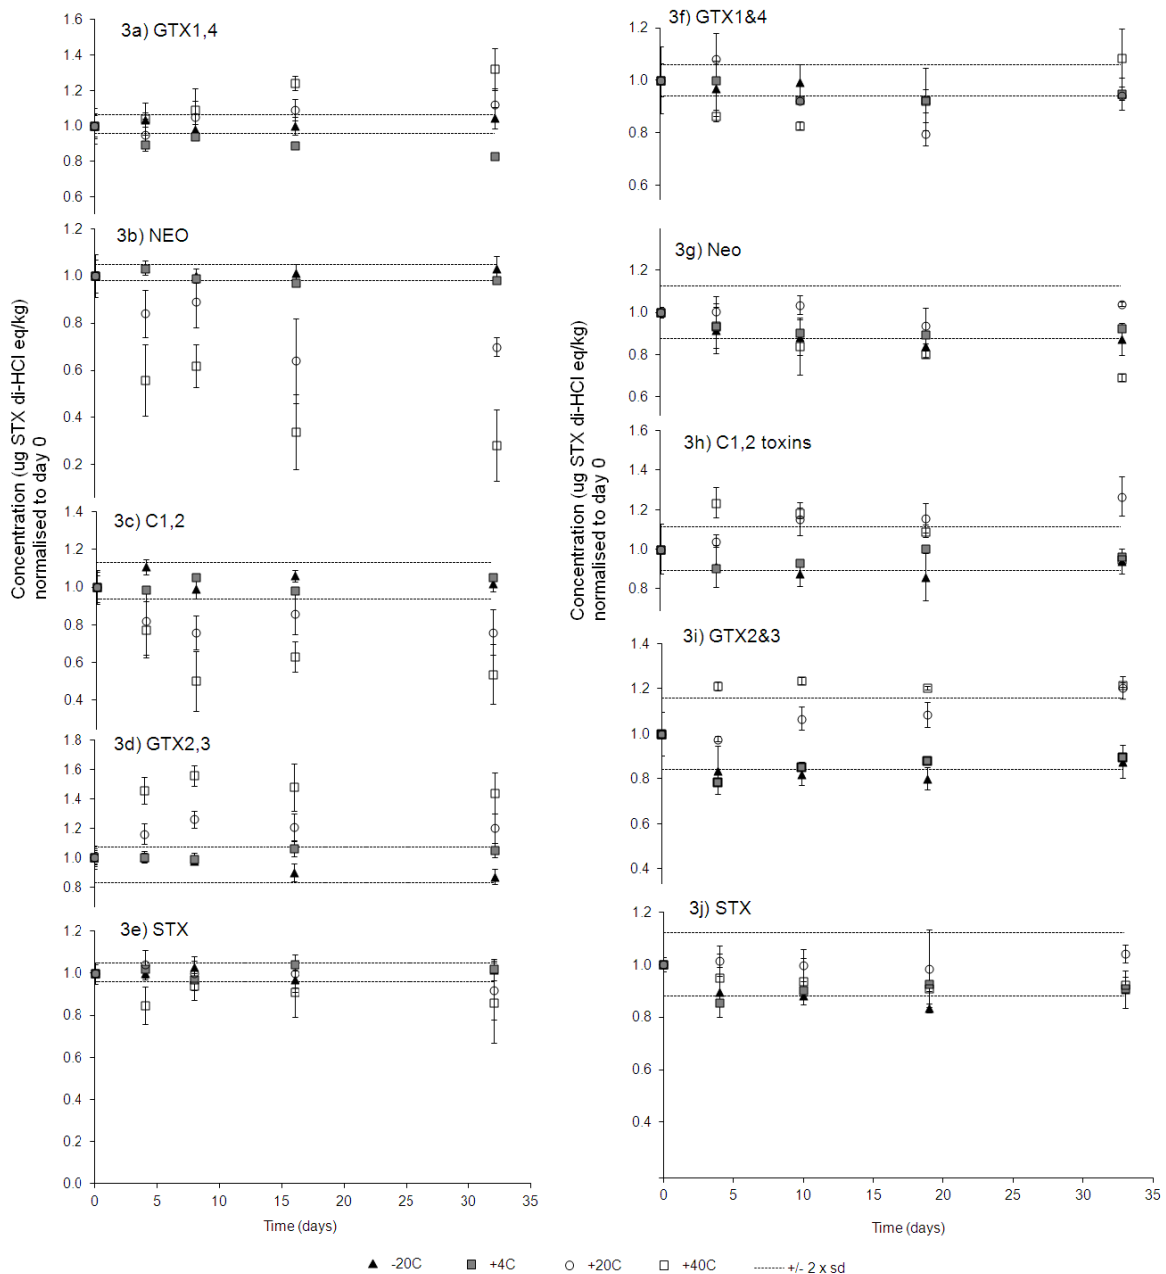 3a) GTX1,4
1.6
1.4
1.2
1.0
0.8
0.6
3b) NEO
1.2
1.0
0.8
0.6
0.4
0.2
3c) C1,2
1.4
1.2
1.0
0.8
0.6
0.4
3d) GTX2,3
1.8
1.6
1.4
1.2
1.0
0.8
3e) STX
1.2
1.0
0.8
0.6
0.4
0.2
0.0
0 5 10 15 20 25 30 35
Time (days)
Concentration (ug STX di-HCl eq/kg)
normalised to day 0
3f) GTX1&4
1.2
1.0
0.8
0.6
3g) Neo
1.2
1.0
0.8
0.6
3h) C1,2 toxins
1.6
1.4
1.2
1.0
0.8
3i) GTX2&3
1.4
1.2
1.0
0.8
0.6
0.4
3j) STX
1.2
1.0
0.8
0.6
0.4
0 5 10 15 20 25 30 35
Time (days)
Concentration (ug STX di-HCl eq/kg)
normalised to day 0
-20C +4C +20C +40C +/- 2 x sd